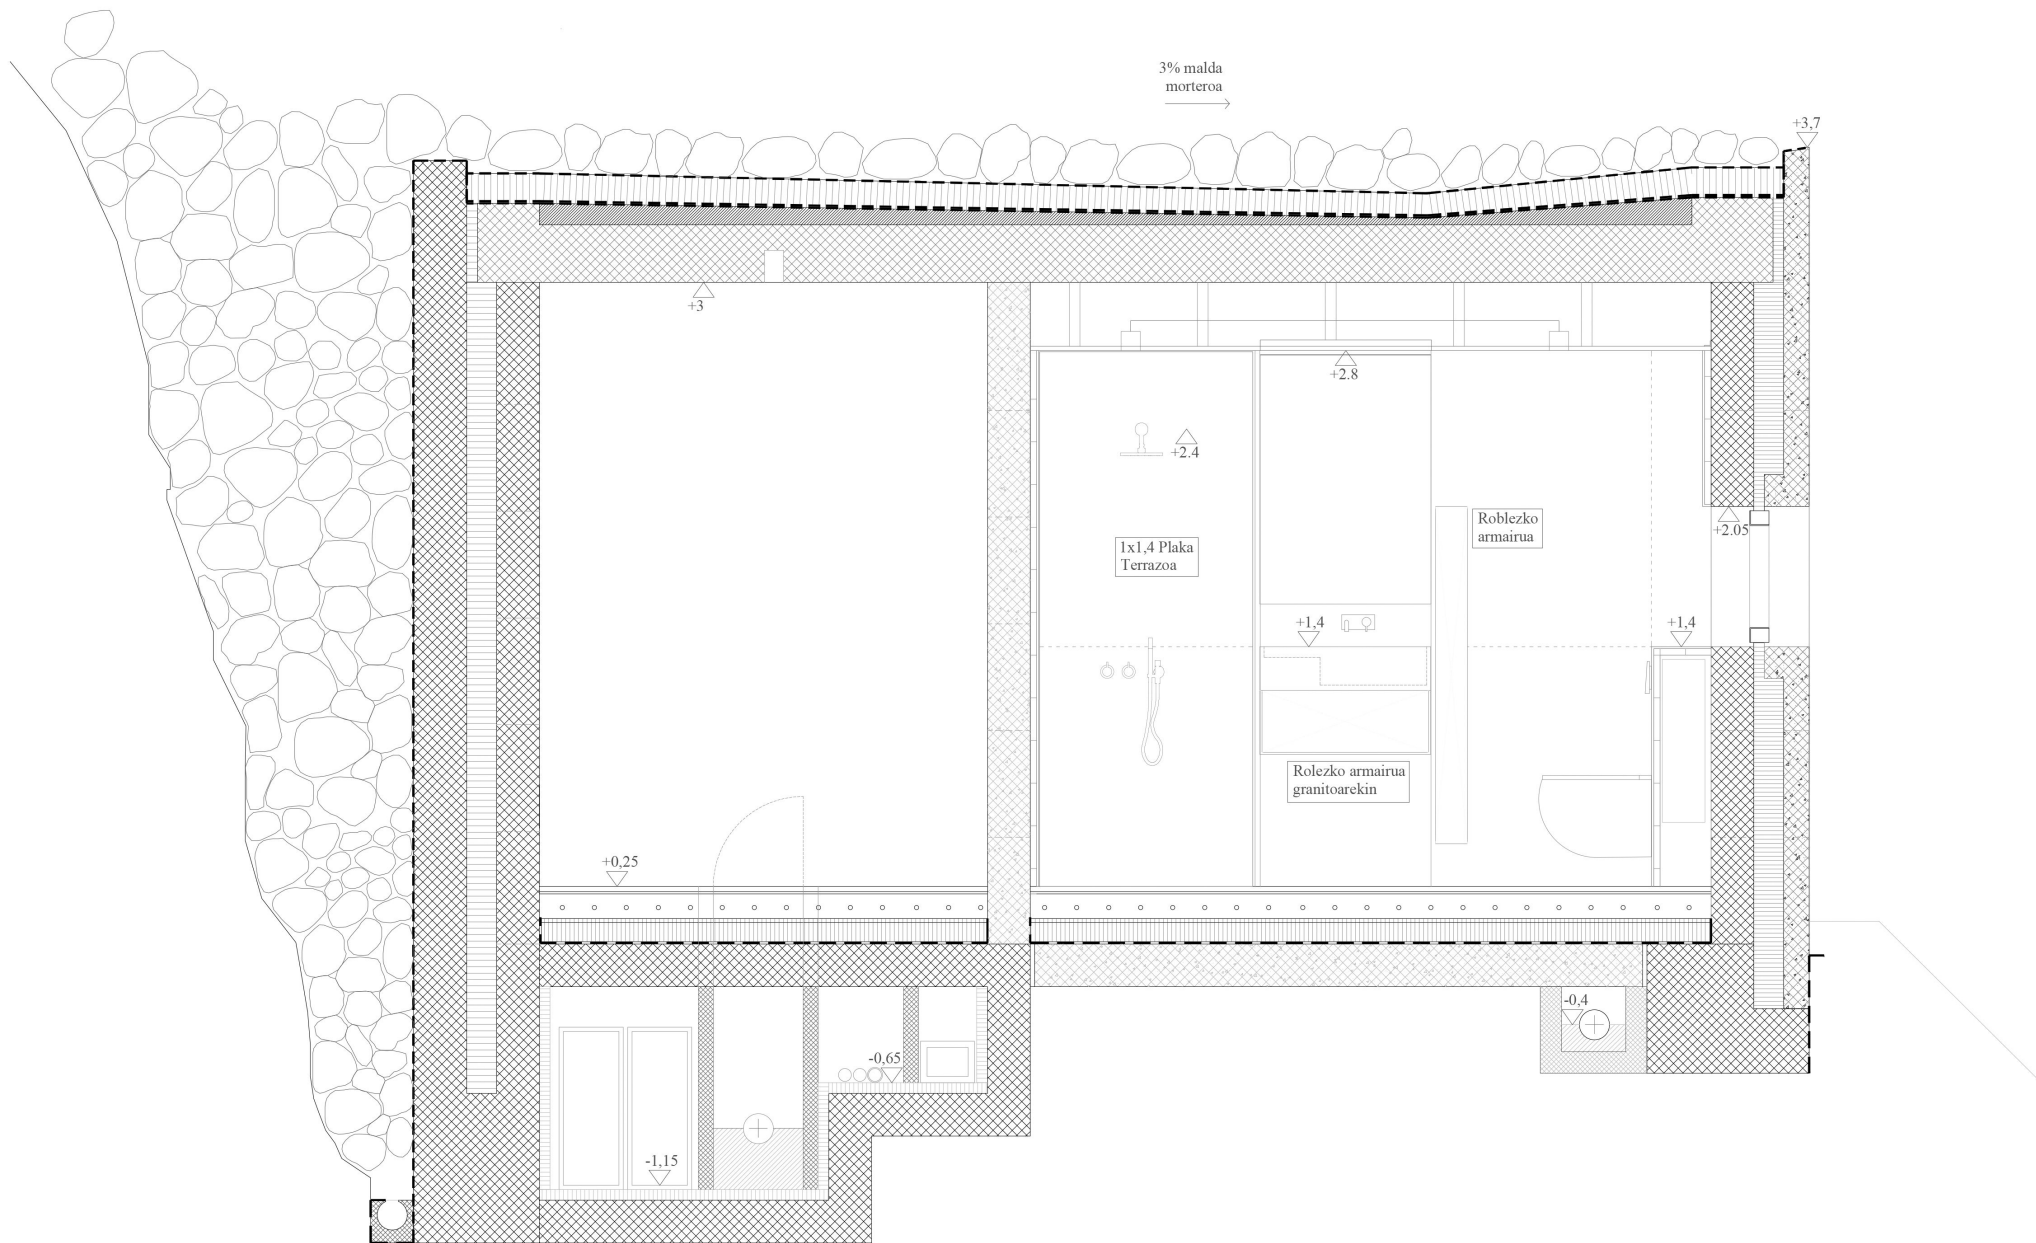 3% malda
morteroa
+3,7
+3
+2.8
+2.4
Roblezko
armairua
+2.05
1x1,4 Plaka
Terrazoa
+1,4
+1,4
Rolezko armairua
granitoarekin
+0,25
-0,4
-0,65
-1,15